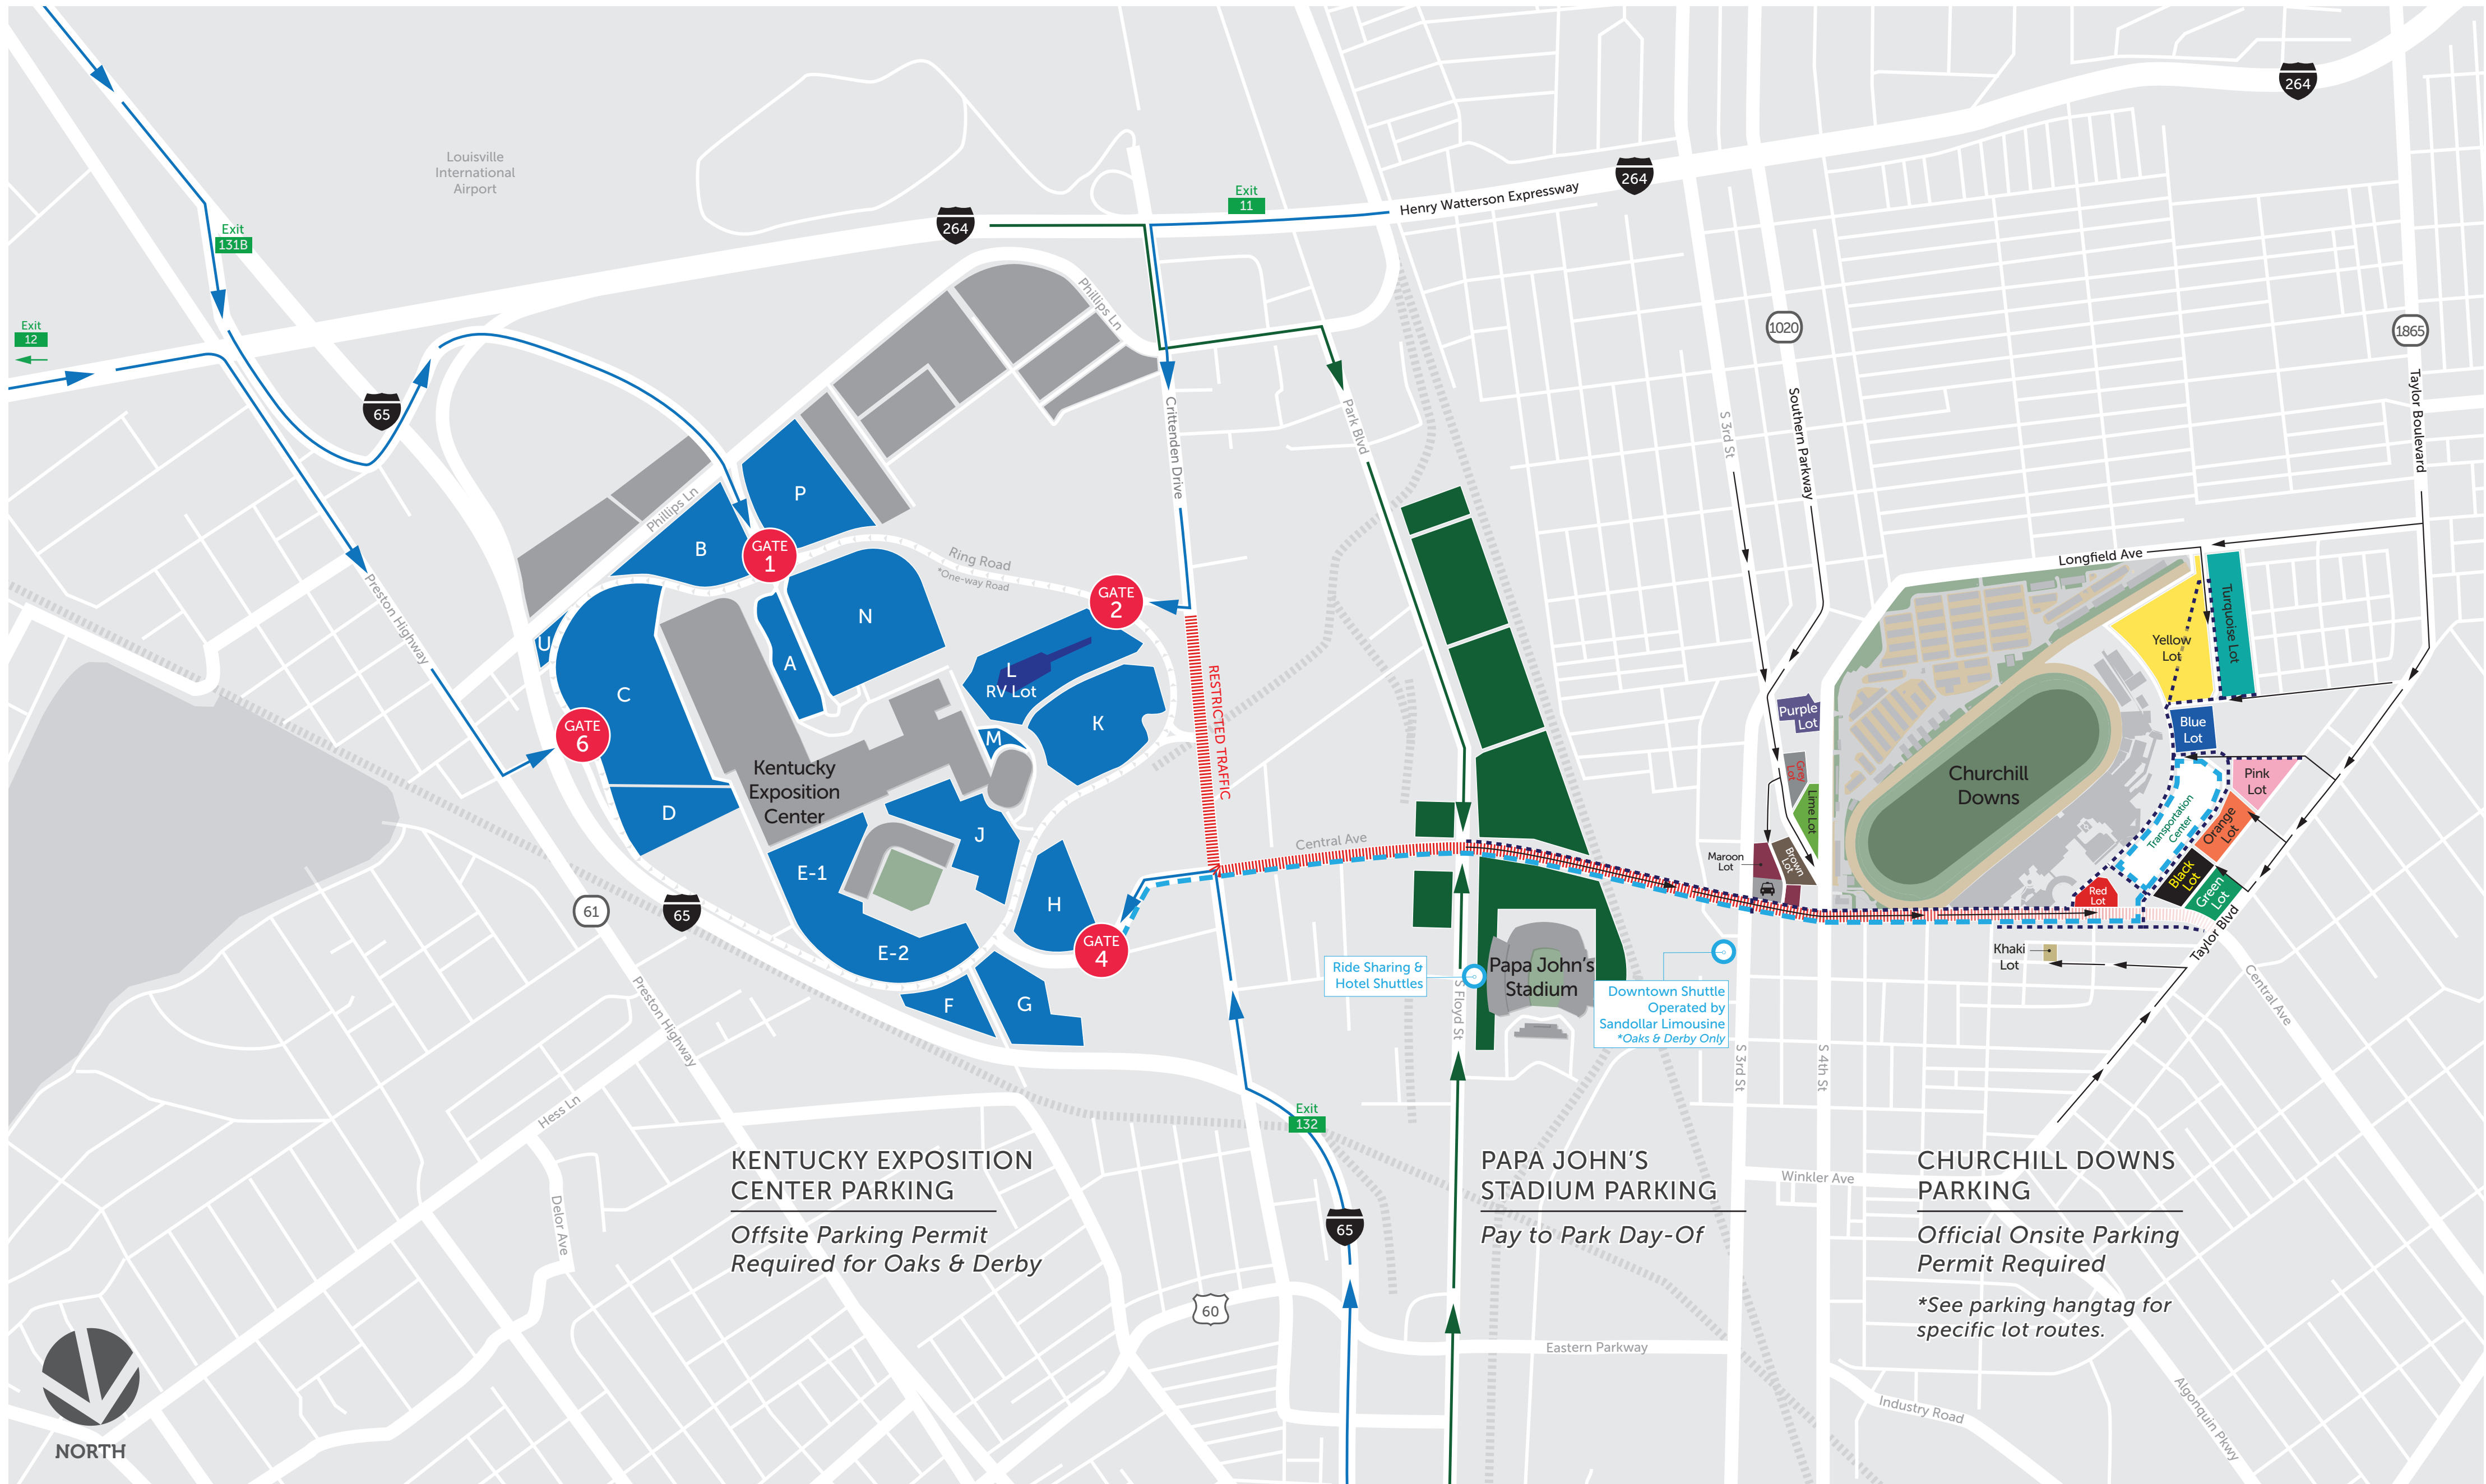 Louisville
International
Airport
Exit
131B
Exit
12
264
Exit
11
Henry Watterson Expressway
264
264
65
Phillips Ln
Phillips Ln
Crittenden Drive
Park Blvd
S 3rd St
1020
Southern Parkway
1865
Taylor Boulevard
Preston Highway
P
B
GATE
1
Ring Road
*One-way Road
GATE
2
N
A
U
C
L
RV Lot
K
M
GATE
6
D
Kentucky
Exposition
Center
J
E-1
E-2
H
GATE
4
F
G
RESTRICTED TRAFFIC
Central Ave
61
65
Preston Highway
Hess Ln
Delor Ave
Longfield Ave
Turquoise Lot
Yellow
Lot
Purple
Lot
Grey
Lot
Lime Lot
Maroon
Lot
Brown
Lot
Churchill
Downs
Blue
Lot
Pink
Lot
Transportation
Center
Orange
Lot
Black
Lot
Green
Lot
Red
Lot
Khaki
Lot
Taylor Blvd
Central Ave
Ride Sharing &
Hotel Shuttles
Papa John's
Stadium
S Floyd St
Downtown Shuttle
Operated by
Sandollar Limousine
*Oaks & Derby Only
S 3rd St
S 4th St
Exit
132
65
60
Winkler Ave
Eastern Parkway
Industry Road
Algonquin Pkwy
KENTUCKY EXPOSITION
CENTER PARKING
Offsite Parking Permit
Required for Oaks & Derby
PAPA JOHN'S
STADIUM PARKING
Pay to Park Day-Of
CHURCHILL DOWNS
PARKING
Official Onsite Parking
Permit Required
*See parking hangtag for
specific lot routes.
NORTH